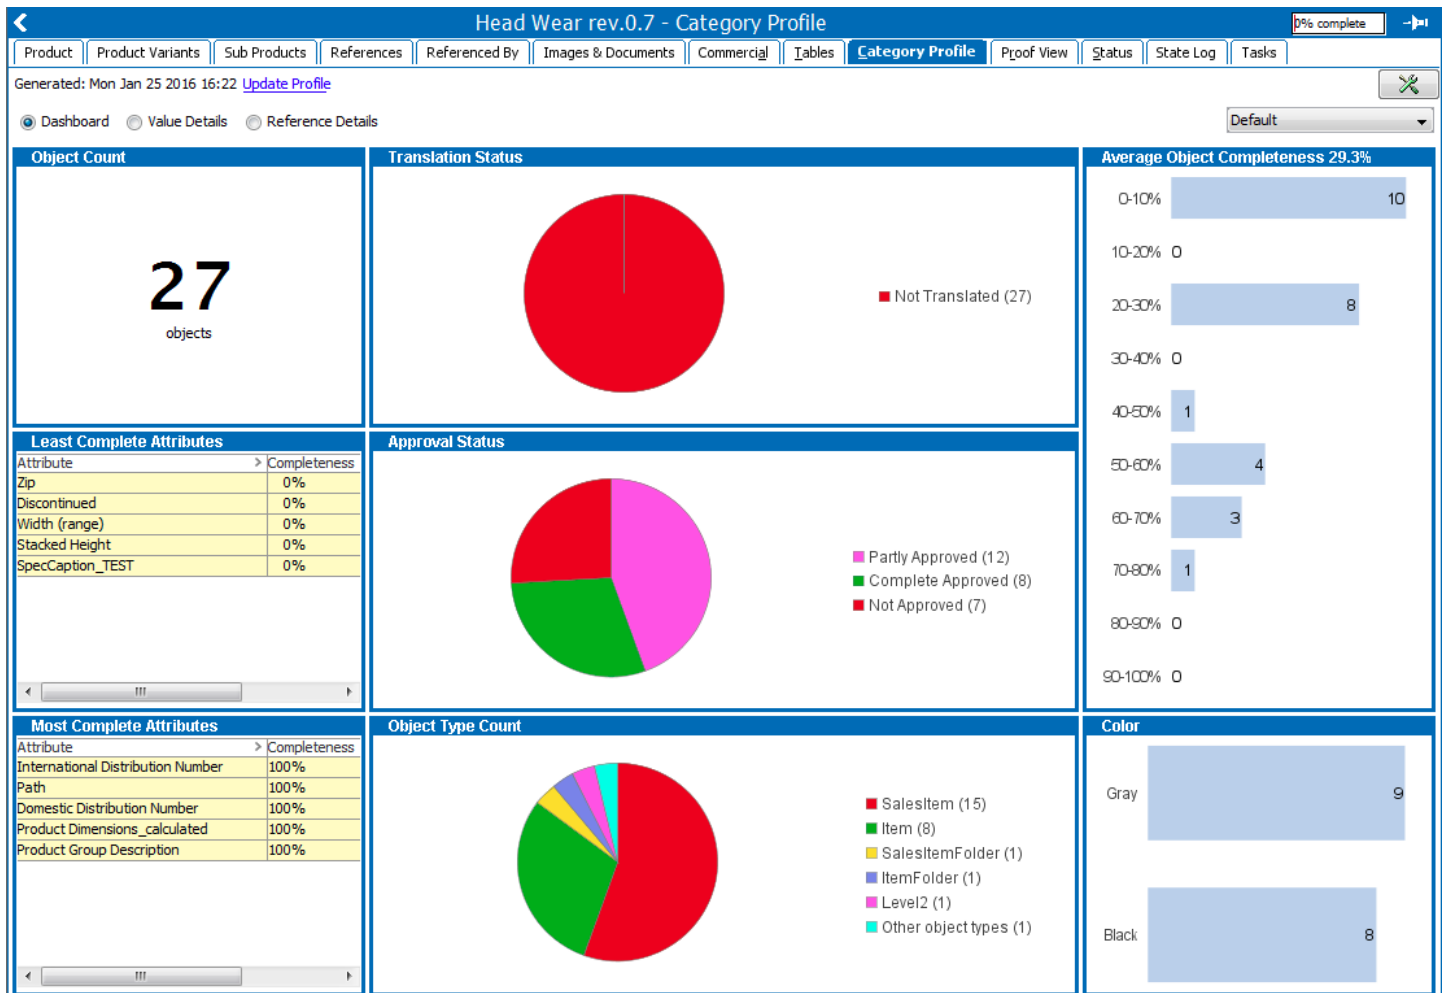 Head Wear rev.0.7 - Category Profile
0% complete
Product Product Variants Sub Products References Referenced By Images & Documents Commercial Tables Category Profile Proof View Status State Log Tasks
Generated: Mon Jan 25 2016 16:22 Update Profile
Dashboard Value Details Reference Details
Default
Object Count
27
objects
Translation Status
Not Translated (27)
Average Object Completeness 29.3%
0-10% 10
10-20% 0
20-30% 8
30-40% 0
40-50% 1
50-60% 4
60-70% 3
70-80% 1
80-90% 0
90-100% 0
Least Complete Attributes
Attribute > Completeness
Zip 0%
Discontinued 0%
Width (range) 0%
Stacked Height 0%
SpecCaption_TEST 0%
Approval Status
Partly Approved (12)
Complete Approved (8)
Not Approved (7)
Most Complete Attributes
Attribute > Completeness
International Distribution Number 100%
Path 100%
Domestic Distribution Number 100%
Product Dimensions_calculated 100%
Product Group Description 100%
Object Type Count
SalesItem (15)
Item (8)
SalesItemFolder (1)
ItemFolder (1)
Level2 (1)
Other object types (1)
Color
Gray 9
Black 8